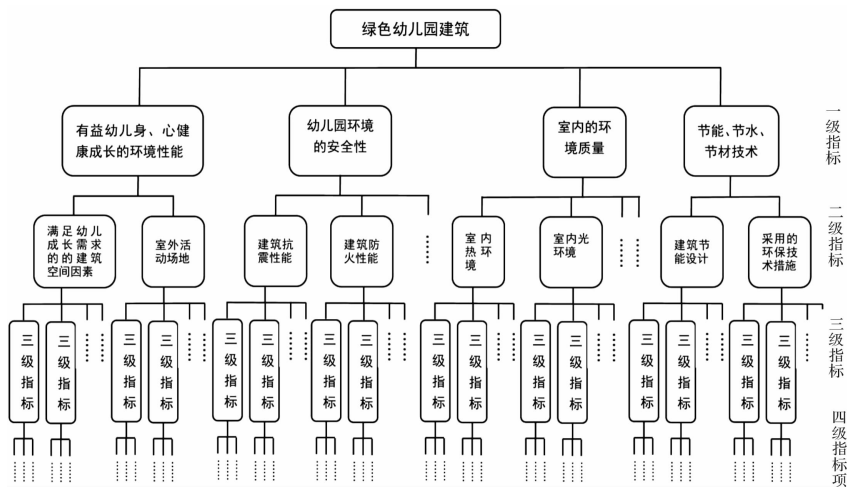 绿色幼儿园建筑
有益幼儿身、心健
康成长的环境性能
幼儿园环境
的安全性
室内的环
境质量
节能、节水、
节材技术
一级指标
满足幼儿
成长需求
的的建筑
空间因素
室外活
动场地
建筑抗
震性能
建筑防
火性能
……
室内
热环
境
室内光
环境
……
……
建筑节
能设计
采用的
环保技
术措施
二级指标
三级指标
三级指标
……
……
三级指标
三级指标
……
三级指标
三级指标
……
……
三级指标
三级指标
……
……
三级指标
三级指标
……
……
三级指标
三级指标
……
……
三级指标
三级指标
……
……
三级指标
三级指标
……
……
三级指标
四级指标项